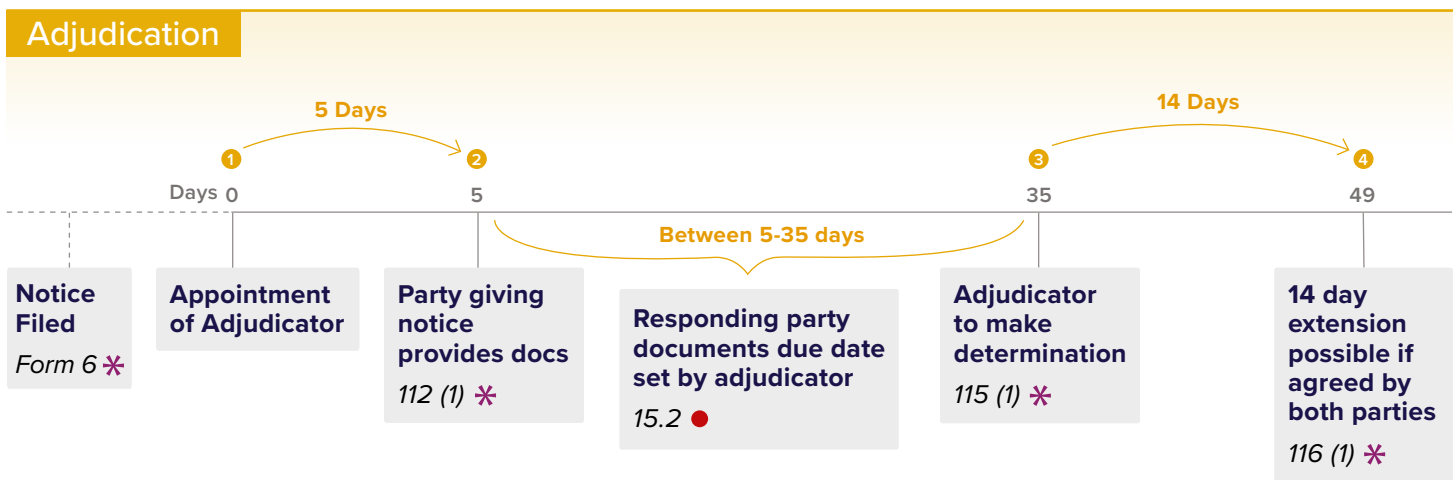 Adjudication
5 Days
14 Days
1
2
3
4
Days 0
5
35
49
Between 5-35 days
Notice
Filed
Form 6 *
Appointment
of Adjudicator
Party giving
notice
provides docs
112 (1) *
Responding party
documents due date
set by adjudicator
15.2 ●
Adjudicator
to make
determination
115 (1) *
14 day
extension
possible if
agreed by
both parties
116 (1) *